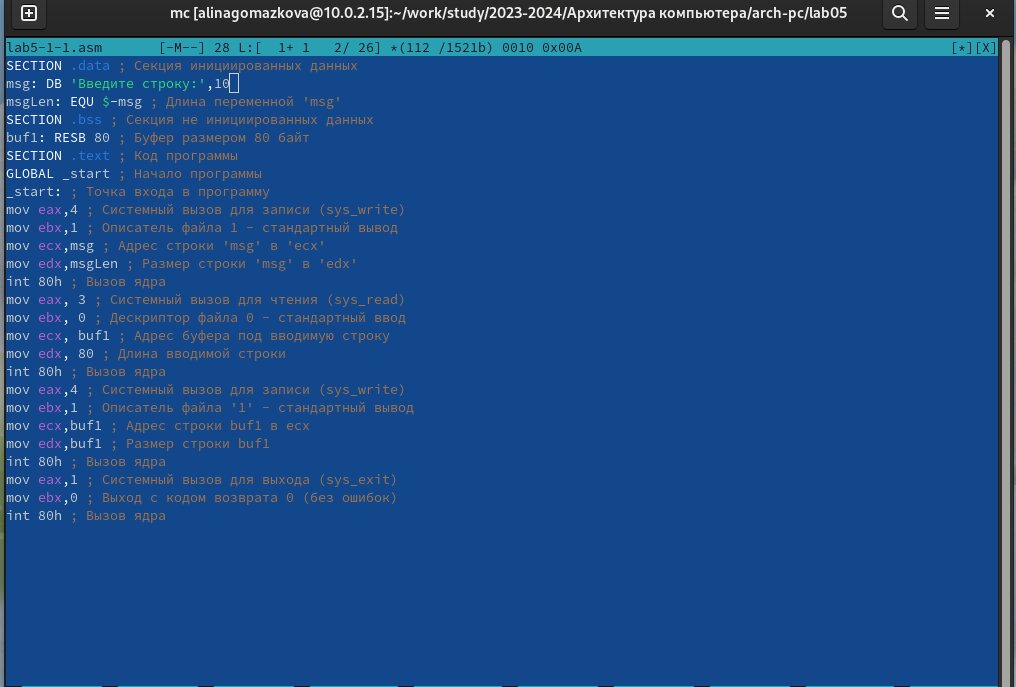 mc [alinagomazkova@10.0.2.15]:~/work/study/2023-2024/Архитектура компьютера/arch-pc/lab05
lab5-1-1.asm [-M--] 28 L:[ 1+ 1 2/ 26] *(112 /1521b) 0010 0x00A [*][X]
SECTION .data ; Секция инициированных данных
msg: DB 'Введите строку:',10
msgLen: EQU $-msg ; Длина переменной 'msg'
SECTION .bss ; Секция не инициированных данных
buf1: RESB 80 ; Буфер размером 80 байт
SECTION .text ; Код программы
GLOBAL _start ; Начало программы
_start: ; Точка входа в программу
mov eax,4 ; Системный вызов для записи (sys_write)
mov ebx,1 ; Описатель файла 1 - стандартный вывод
mov ecx,msg ; Адрес строки 'msg' в 'ecx'
mov edx,msgLen ; Размер строки 'msg' в 'edx'
int 80h ; Вызов ядра
mov eax, 3 ; Системный вызов для чтения (sys_read)
mov ebx, 0 ; Дескриптор файла 0 - стандартный ввод
mov ecx, buf1 ; Адрес буфера под вводимую строку
mov edx, 80 ; Длина вводимой строки
int 80h ; Вызов ядра
mov eax,4 ; Системный вызов для записи (sys_write)
mov ebx,1 ; Описатель файла '1' - стандартный вывод
mov ecx,buf1 ; Адрес строки buf1 в ecx
mov edx,buf1 ; Размер строки buf1
int 80h ; Вызов ядра
mov eax,1 ; Системный вызов для выхода (sys_exit)
mov ebx,0 ; Выход с кодом возврата 0 (без ошибок)
int 80h ; Вызов ядра